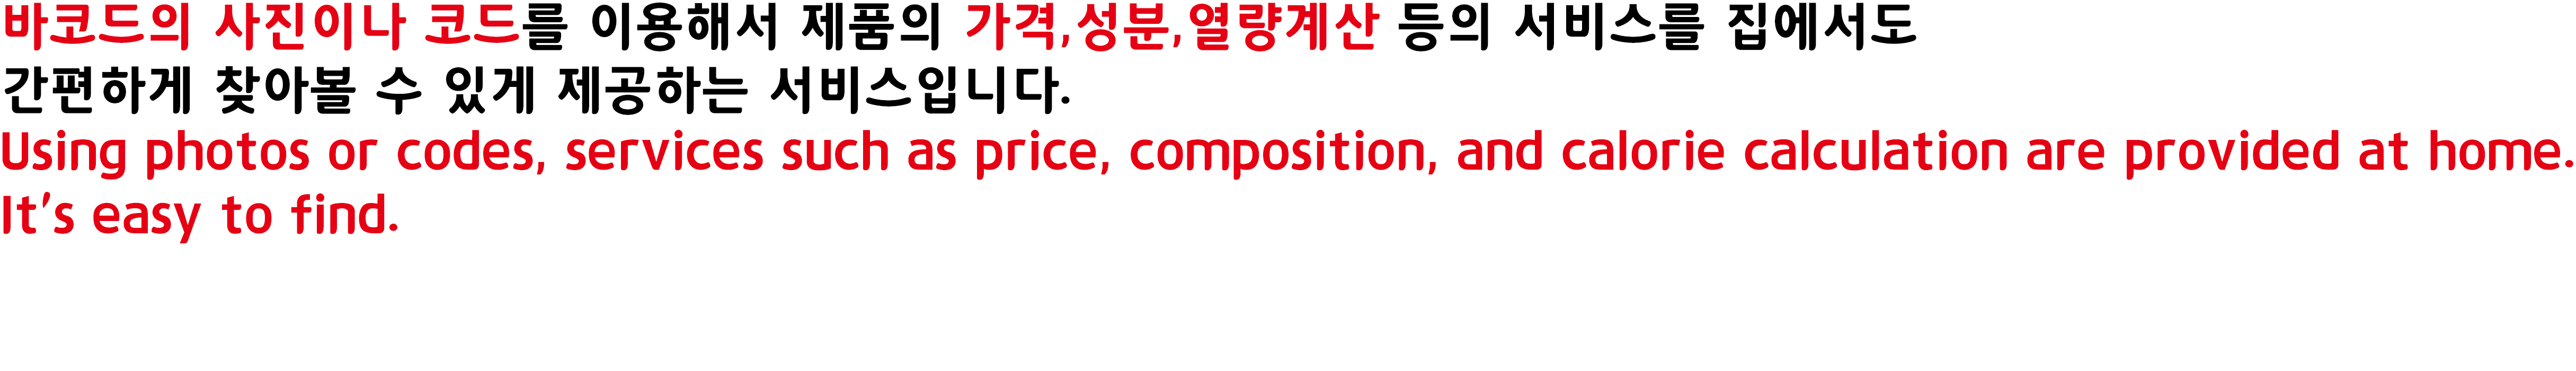 바코드의 사진이나 코드를 이용해서 제품의 가격,성분,열량계산 등의 서비스를 집에서도
간편하게 찾아볼 수 있게 제공하는 서비스입니다.
Using photos or codes, services such as price, composition, and calorie calculation are provided at home.
It's easy to find.